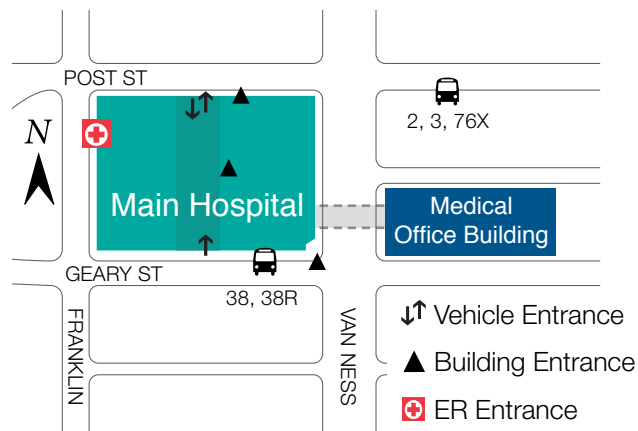 POST ST
2, 3, 76X
N
Main Hospital
Medical
Office Building
GEARY ST
38, 38R
FRANKLIN
VAN NESS
Vehicle Entrance
Building Entrance
ER Entrance